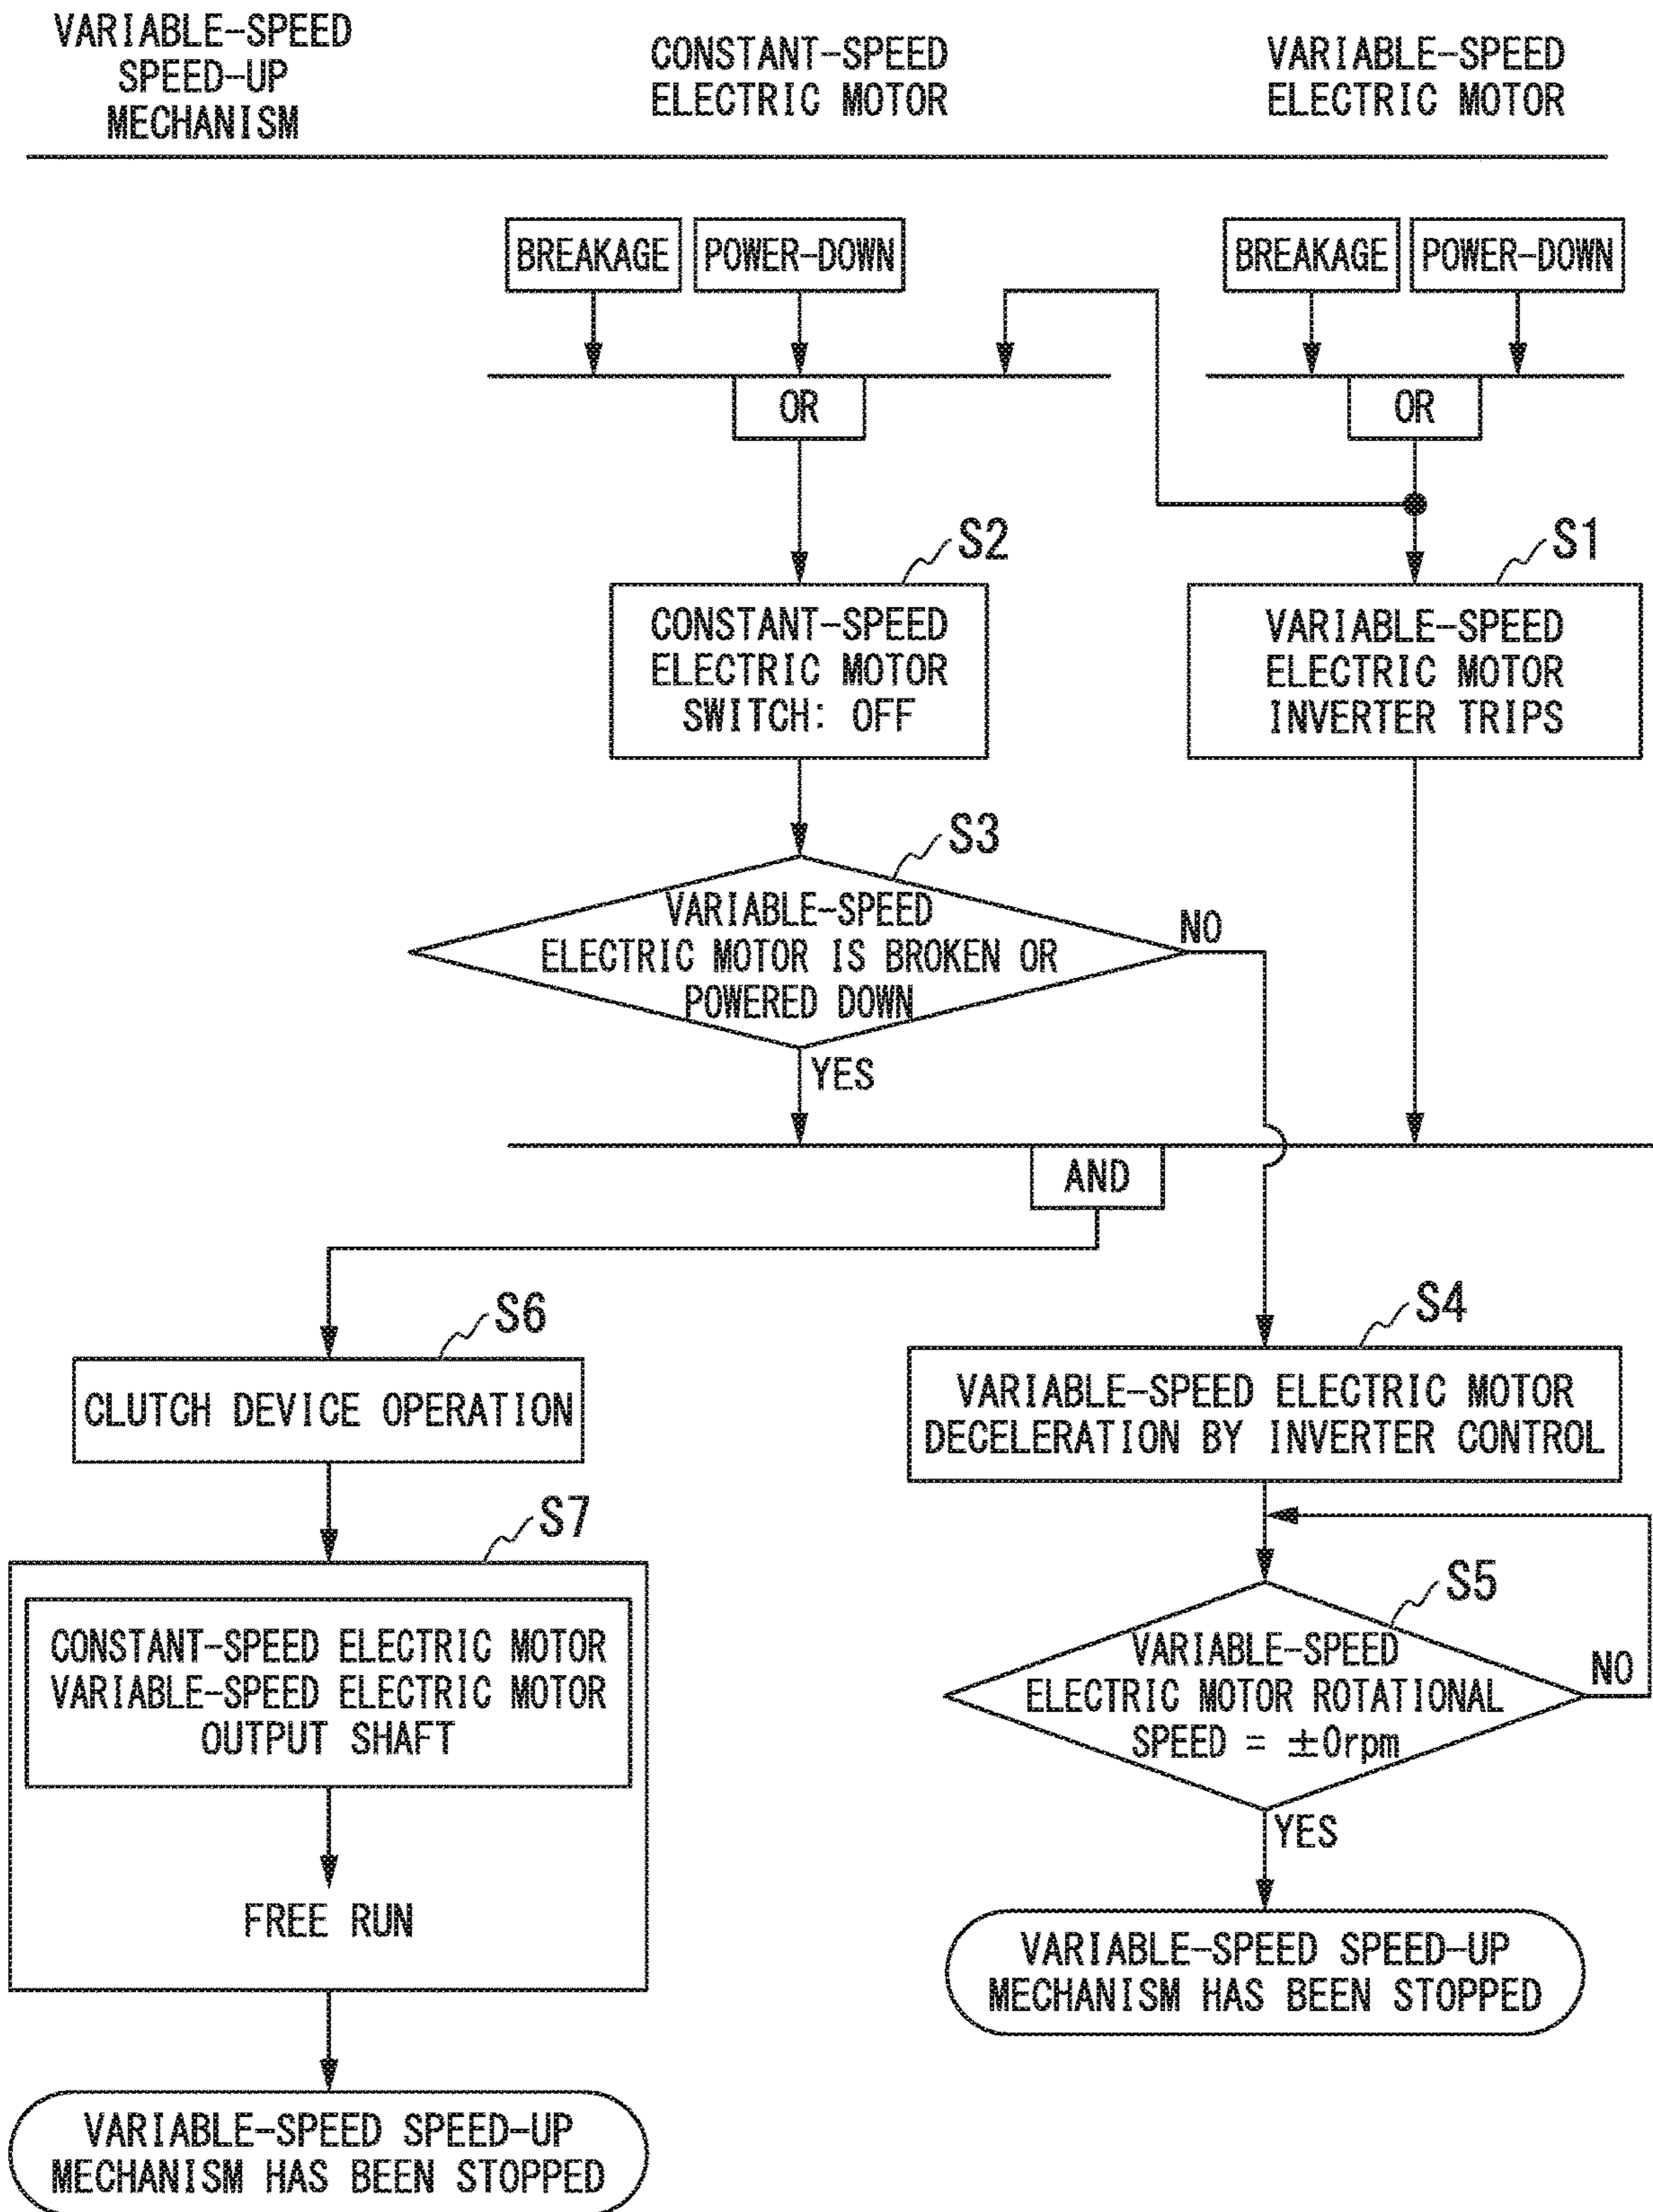 VARIABLE-SPEED
SPEED-UP
MECHANISM
CONSTANT-SPEED
ELECTRIC MOTOR
VARIABLE-SPEED
ELECTRIC MOTOR
BREAKAGE
POWER-DOWN
BREAKAGE
POWER-DOWN
OR
OR
S2
S1
CONSTANT-SPEED
ELECTRIC MOTOR
SWITCH: OFF
VARIABLE-SPEED
ELECTRIC MOTOR
INVERTER TRIPS
S3
VARIABLE-SPEED
ELECTRIC MOTOR IS BROKEN OR
POWERED DOWN
NO
YES
AND
S6
S4
CLUTCH DEVICE OPERATION
VARIABLE-SPEED ELECTRIC MOTOR
DECELERATION BY INVERTER CONTROL
S7
S5
CONSTANT-SPEED ELECTRIC MOTOR
VARIABLE-SPEED ELECTRIC MOTOR
OUTPUT SHAFT
VARIABLE-SPEED
ELECTRIC MOTOR ROTATIONAL
SPEED = ±0rpm
NO
YES
FREE RUN
VARIABLE-SPEED SPEED-UP
MECHANISM HAS BEEN STOPPED
VARIABLE-SPEED SPEED-UP
MECHANISM HAS BEEN STOPPED